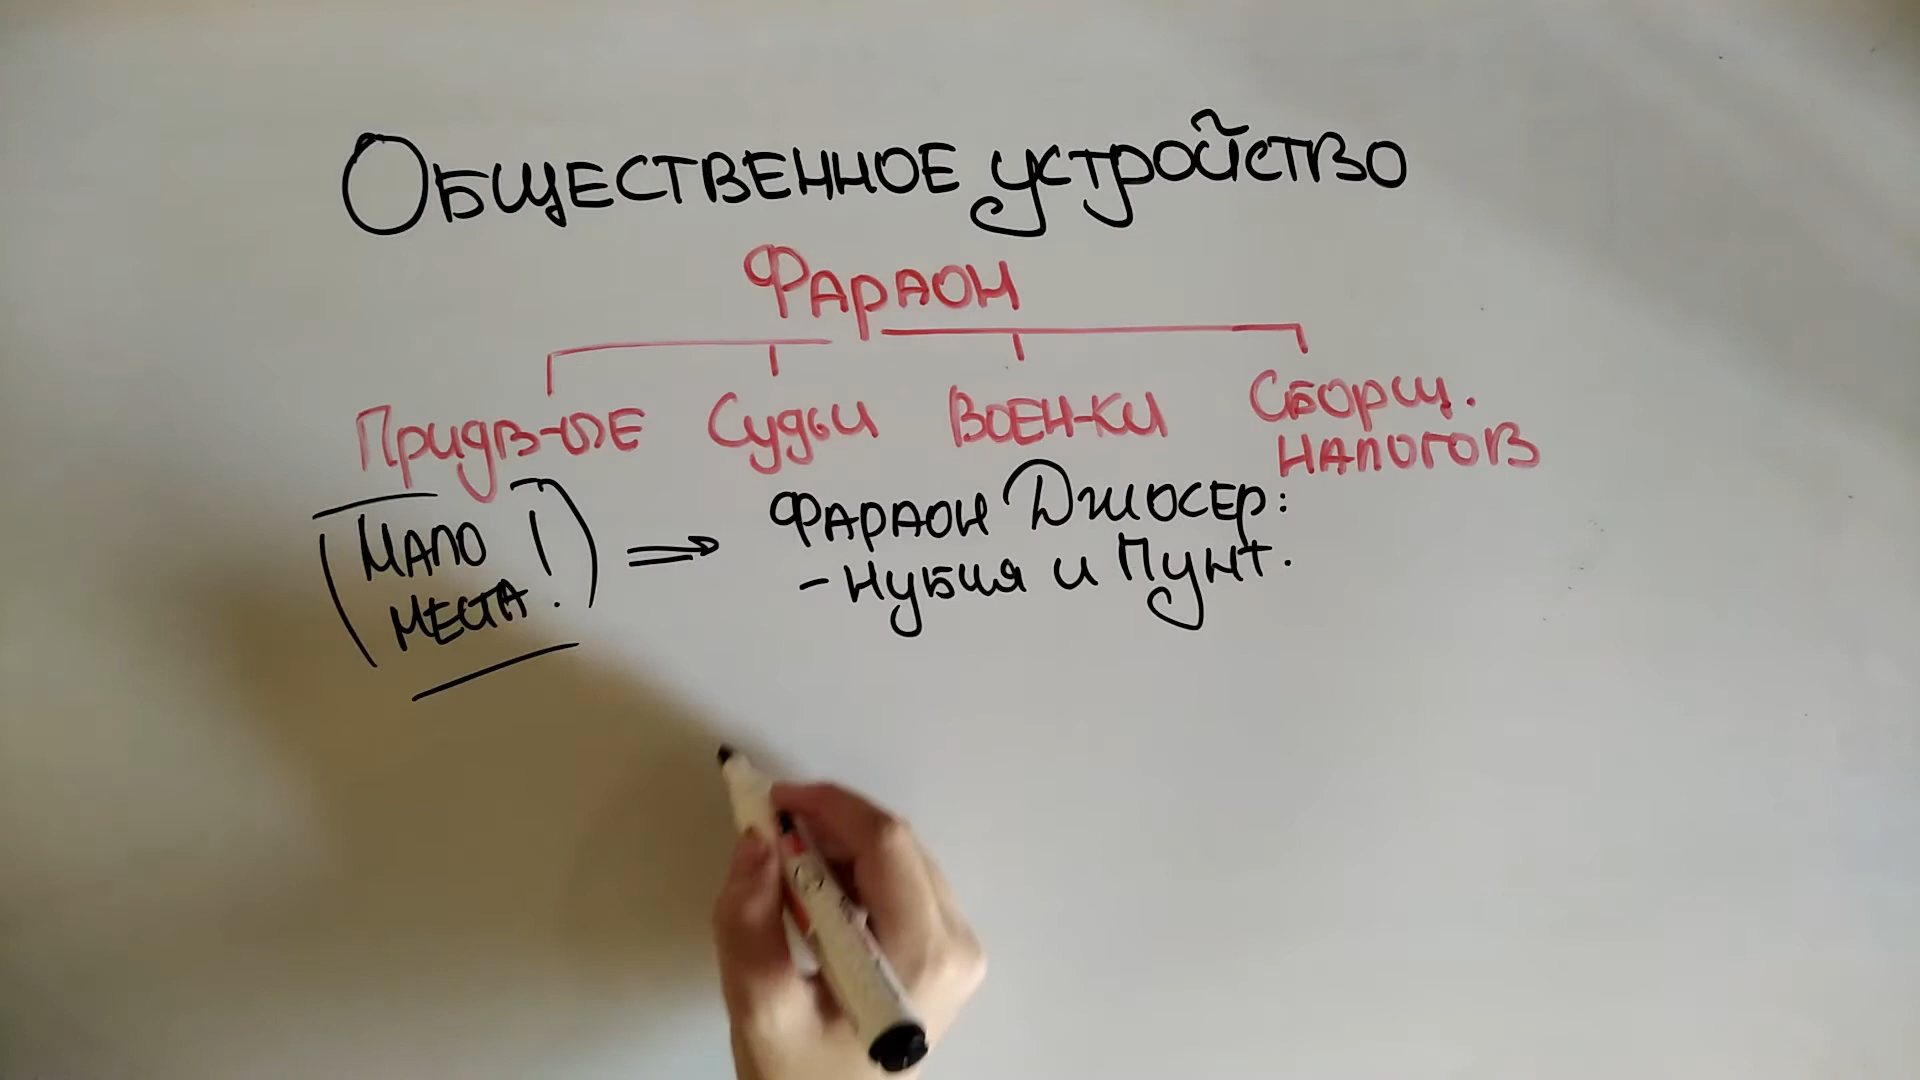 Общественное устройство
Фараон
Придв-ые Судьи Воен-ки Сборщ.
налогов
Мало
места!
Фараон Джосер:
- Нубия и Пунт.